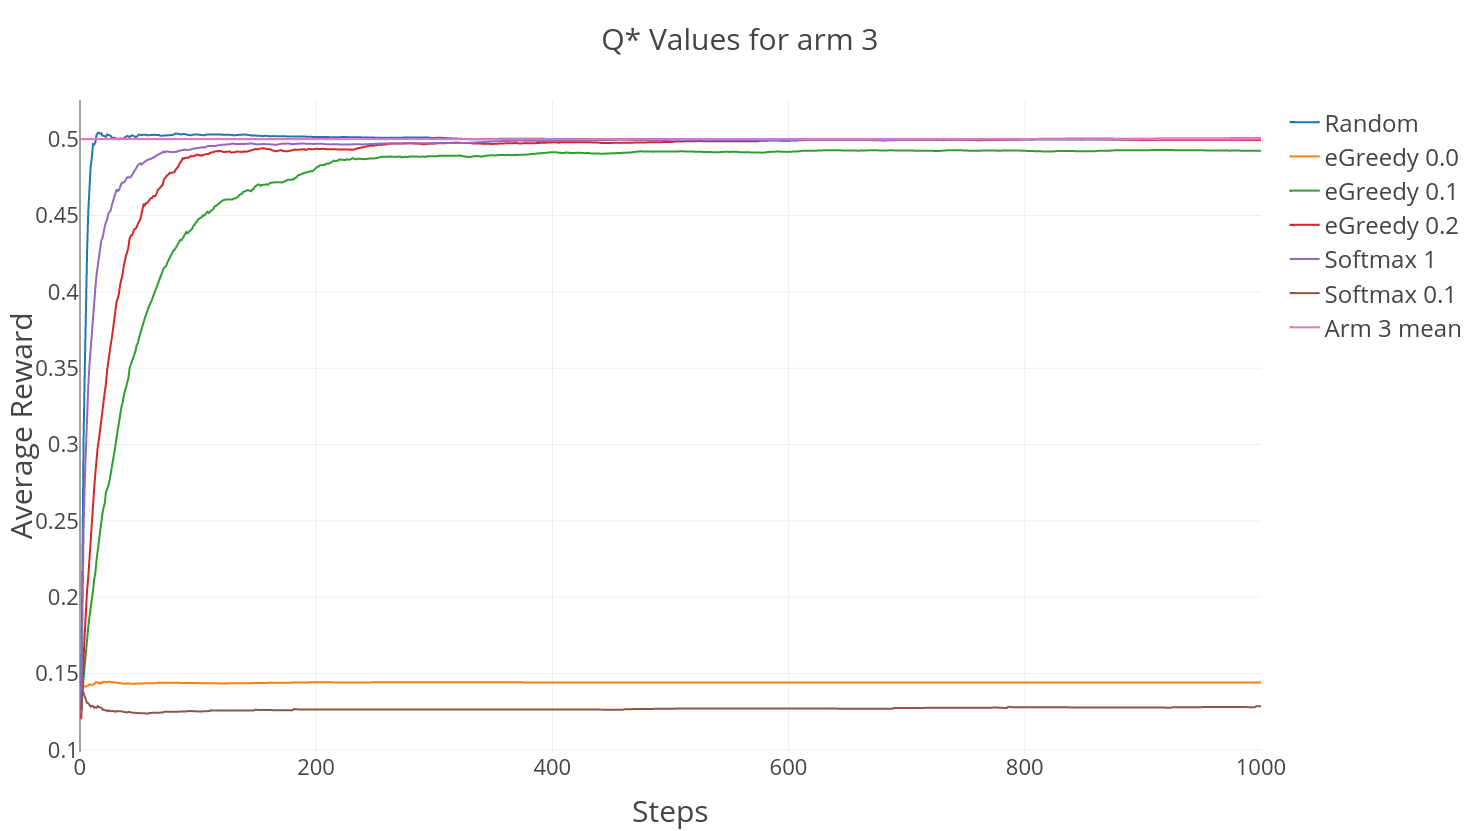 Q* Values for arm 3
Average Reward
0.5
0.45
0.4
0.35
0.3
0.25
0.2
0.15
0.1
0
200
400
600
800
1000
Steps
Random
eGreedy 0.0
eGreedy 0.1
eGreedy 0.2
Softmax 1
Softmax 0.1
Arm 3 mean